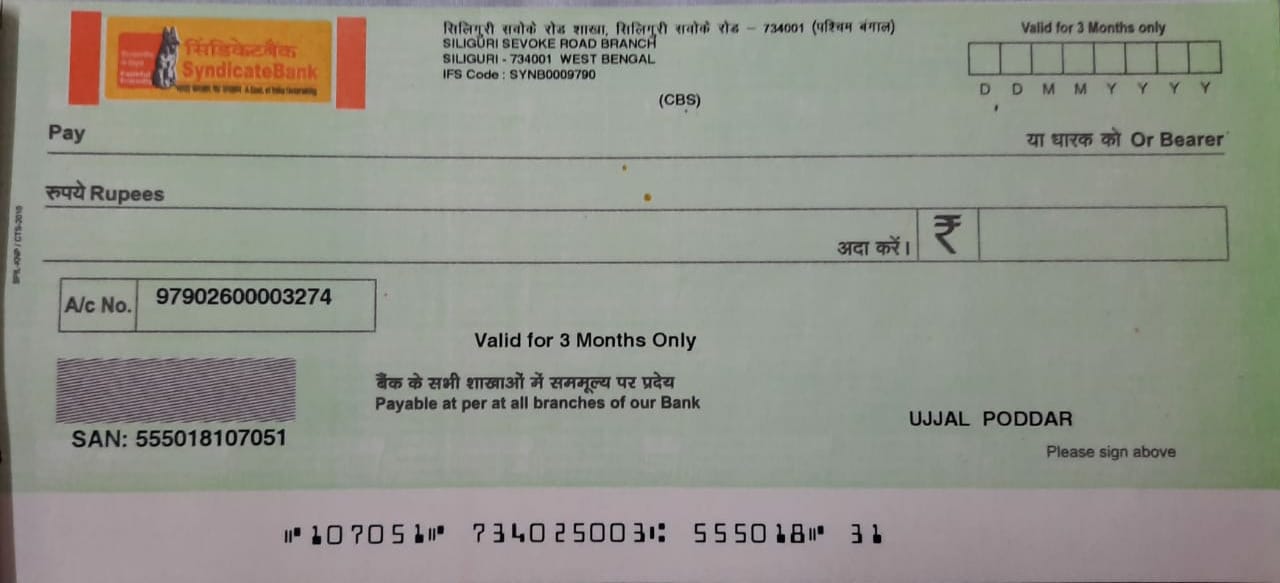 सिंडिकेटबैंक
SyndicateBank
सिलिगुरी सवोके रोड शाखा, सिलिगुरी सवोके रोड – 734001 (पश्चिम बंगाल)
SILIGURI SEVOKE ROAD BRANCH
SILIGURI - 734001 WEST BENGAL
IFS Code : SYNB0009790
(CBS)
Valid for 3 Months only
D D M M Y Y Y Y
Pay या धारक को Or Bearer
रुपये Rupees
अदा करें। ₹
A/c No. 97902600003274
Valid for 3 Months Only
बैंक के सभी शाखाओं में सममूल्य पर प्रदेय
Payable at per at all branches of our Bank
SAN: 555018107051
UJJAL PODDAR
Please sign above
⑈107051⑈ 734025003⑆ 555018⑈ 31